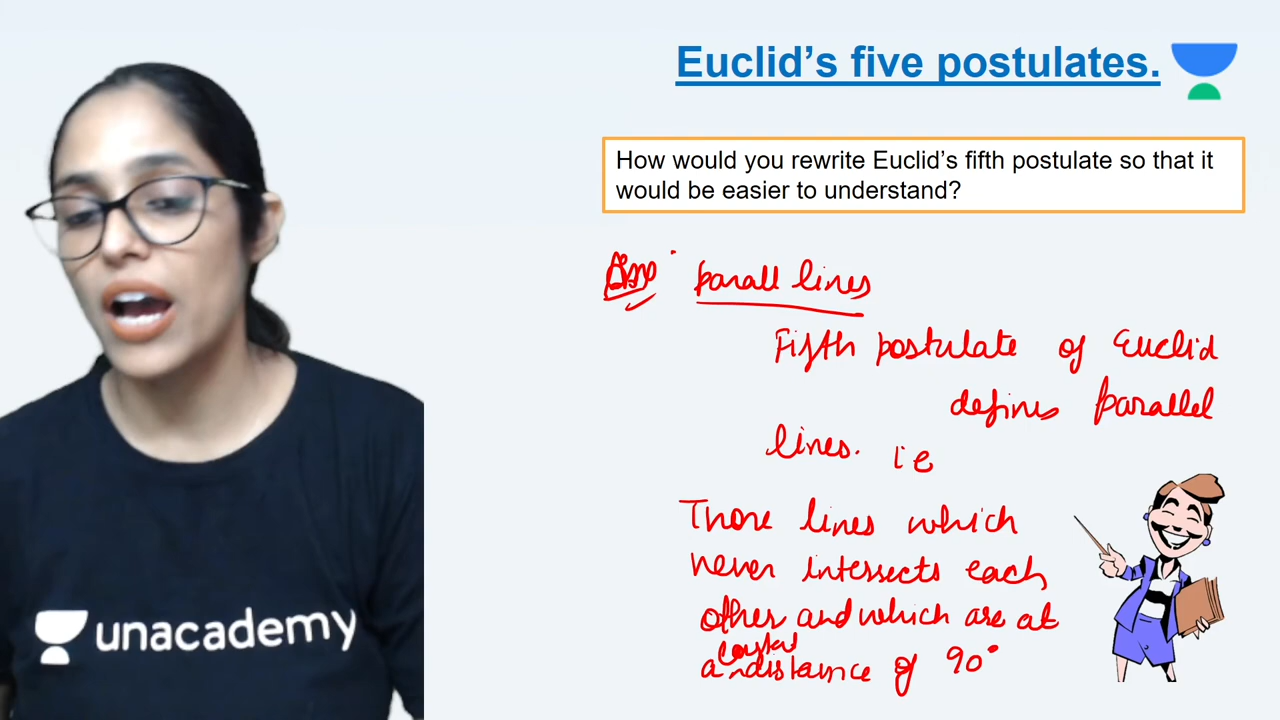 Euclid's five postulates.
How would you rewrite Euclid's fifth postulate so that it
would be easier to understand?
Ans parall lines
Fifth postulate of Euclid
defines parallel
lines. ie
Those lines which
never intersects each
other and which are at
a distance of 90°
unacademy